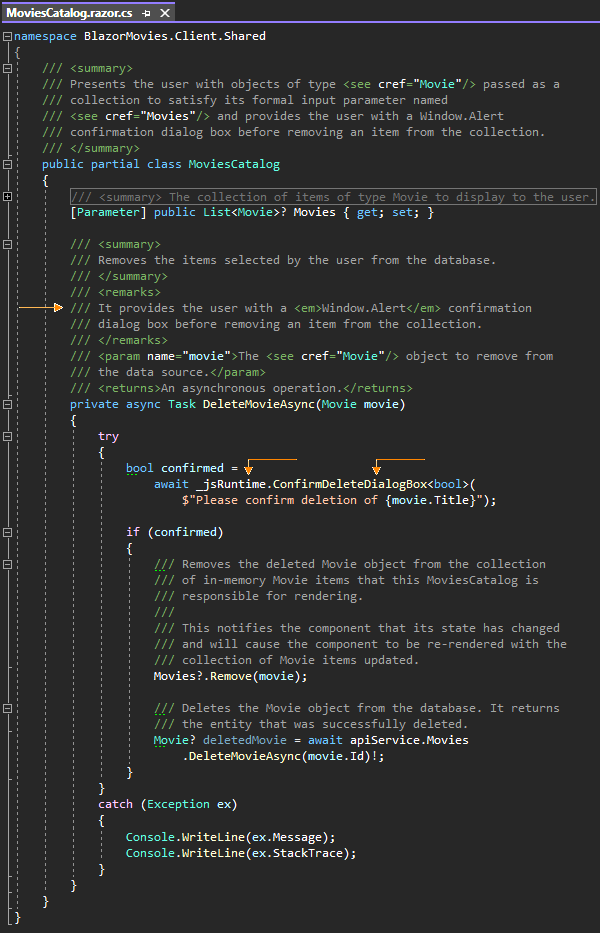 MoviesCatalog.razor.cs
namespace BlazorMovies.Client.Shared
{
/// <summary>
/// Presents the user with objects of type <see cref="Movie"/> passed as a
/// collection to satisfy its formal input parameter named
/// <see cref="Movies"/> and provides the user with a Window.Alert
/// confirmation dialog box before removing an item from the collection.
/// </summary>
public partial class MoviesCatalog
{
/// <summary> The collection of items of type Movie to display to the user.
[Parameter] public List<Movie>? Movies { get; set; }
/// <summary>
/// Removes the items selected by the user from the database.
/// </summary>
/// <remarks>
/// It provides the user with a <em>Window.Alert</em> confirmation
/// dialog box before removing an item from the collection.
/// </remarks>
/// <param name="movie">The <see cref="Movie"/> object to remove from
/// the data source.</param>
/// <returns>An asynchronous operation.</returns>
private async Task DeleteMovieAsync(Movie movie)
{
try
{
bool confirmed =
await _jsRuntime.ConfirmDeleteDialogBox<bool>(
$"Please confirm deletion of {movie.Title}");
if (confirmed)
{
/// Removes the deleted Movie object from the collection
/// of in-memory Movie items that this MoviesCatalog is
/// responsible for rendering.
///
/// This notifies the component that its state has changed
/// and will cause the component to be re-rendered with the
/// collection of Movie items updated.
Movies?.Remove(movie);
/// Deletes the Movie object from the database. It returns
/// the entity that was successfully deleted.
Movie? deletedMovie = await apiService.Movies
.DeleteMovieAsync(movie.Id)!;
}
}
catch (Exception ex)
{
Console.WriteLine(ex.Message);
Console.WriteLine(ex.StackTrace);
}
}
}
}